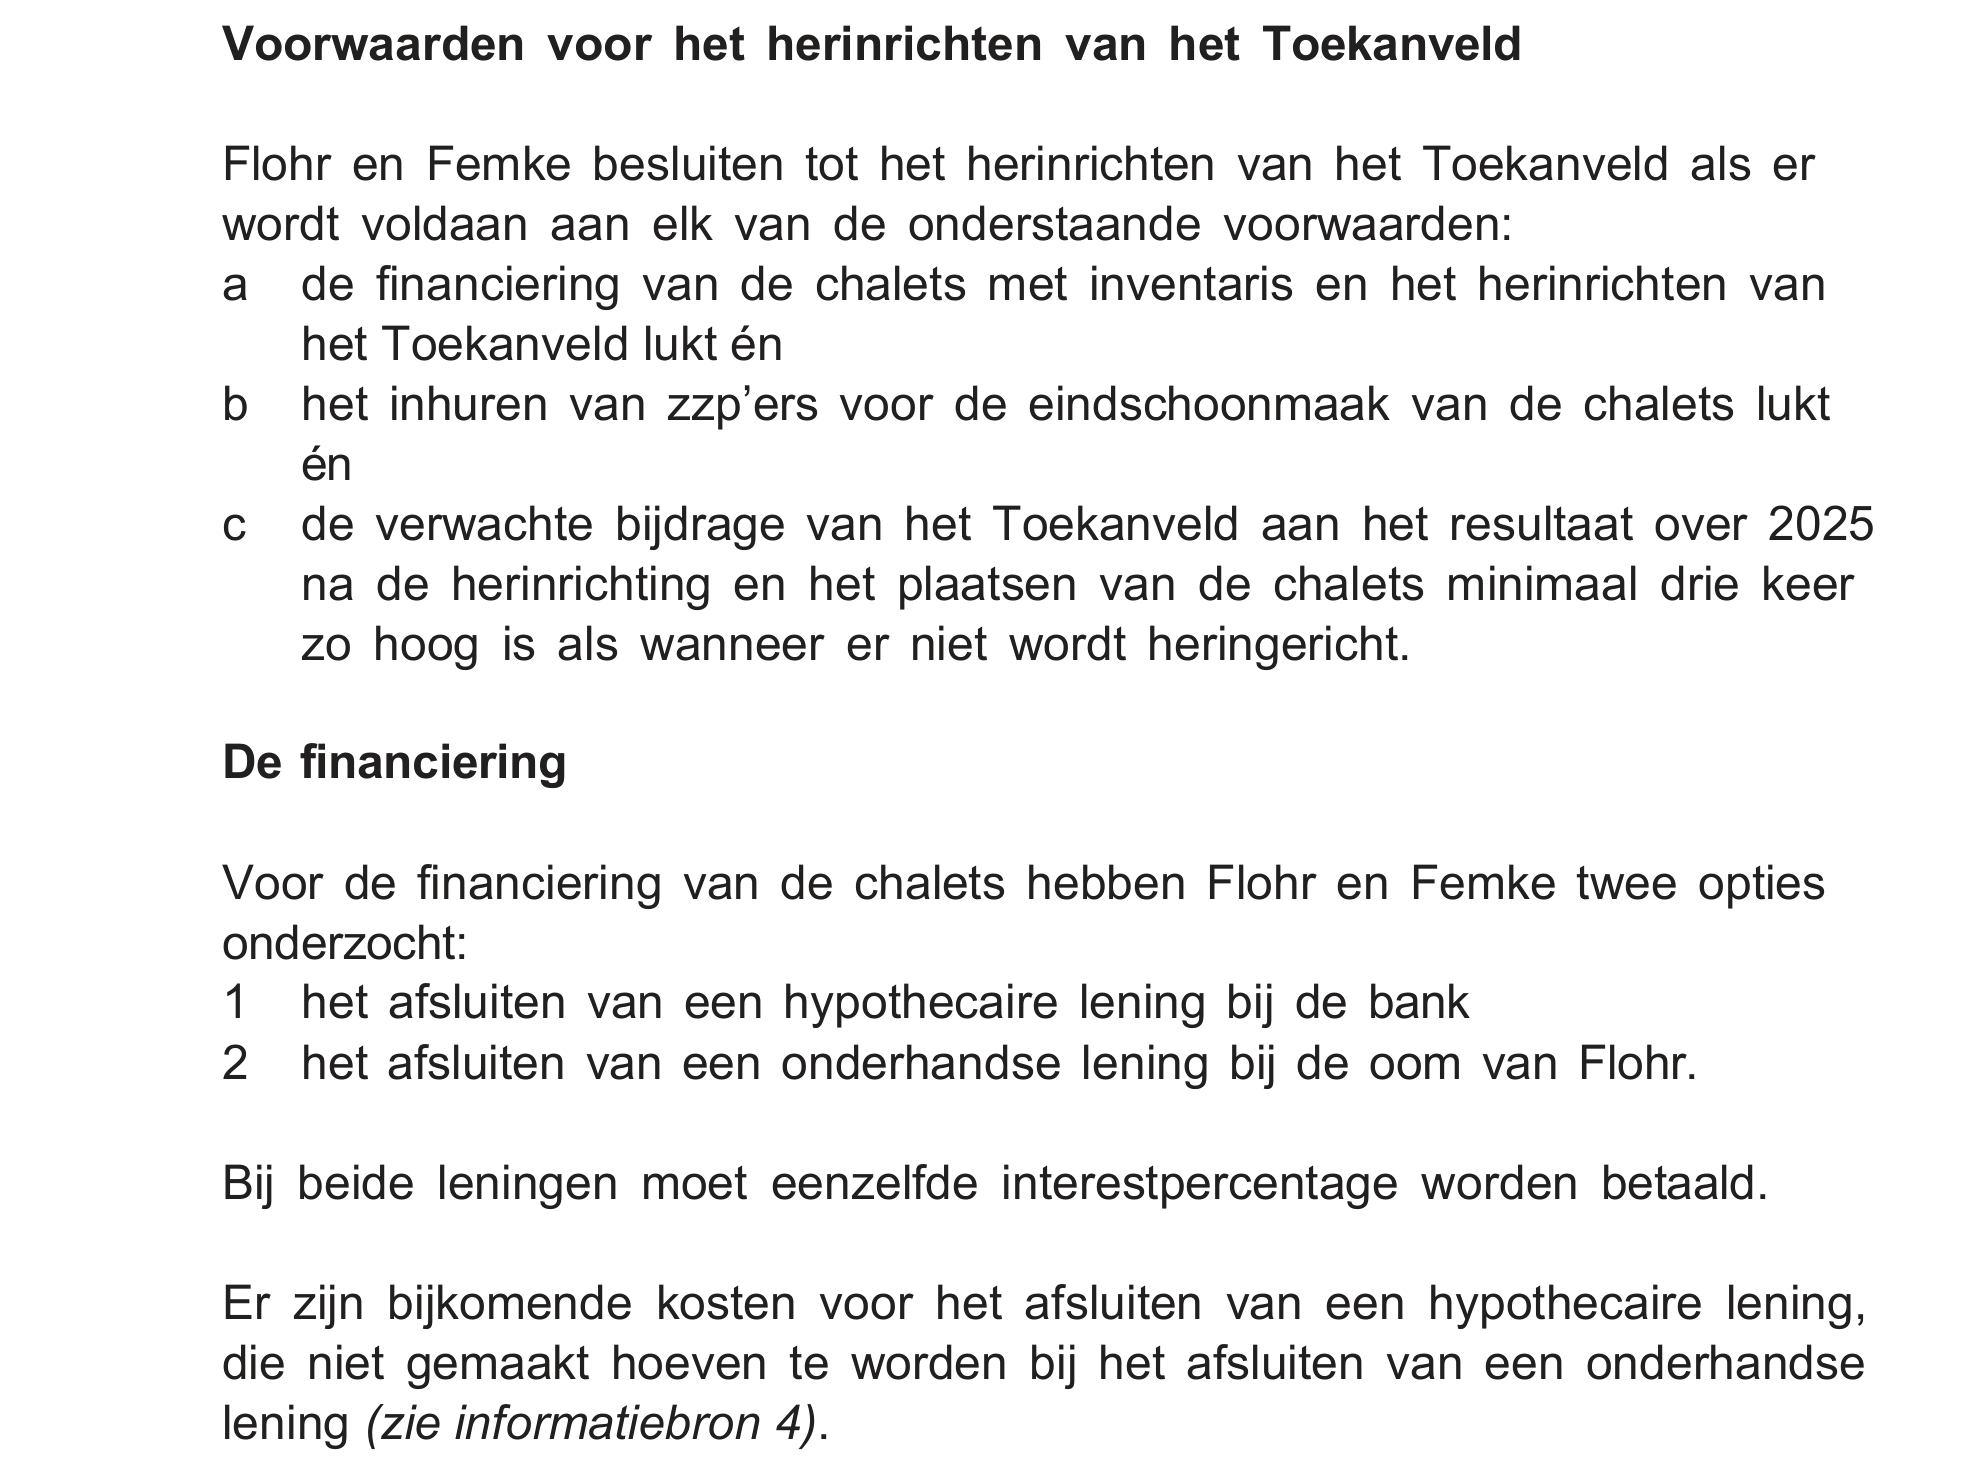 Voorwaarden voor het herinrichten van het Toekanveld
Flohr en Femke besluiten tot het herinrichten van het Toekanveld als er
wordt voldaan aan elk van de onderstaande voorwaarden:
a de financiering van de chalets met inventaris en het herinrichten van
het Toekanveld lukt én
b het inhuren van zzp’ers voor de eindschoonmaak van de chalets lukt
én
c de verwachte bijdrage van het Toekanveld aan het resultaat over 2025
na de herinrichting en het plaatsen van de chalets minimaal drie keer
zo hoog is als wanneer er niet wordt heringericht.
De financiering
Voor de financiering van de chalets hebben Flohr en Femke twee opties
onderzocht:
1 het afsluiten van een hypothecaire lening bij de bank
2 het afsluiten van een onderhandse lening bij de oom van Flohr.
Bij beide leningen moet eenzelfde interestpercentage worden betaald.
Er zijn bijkomende kosten voor het afsluiten van een hypothecaire lening,
die niet gemaakt hoeven te worden bij het afsluiten van een onderhandse
lening (zie informatiebron 4).